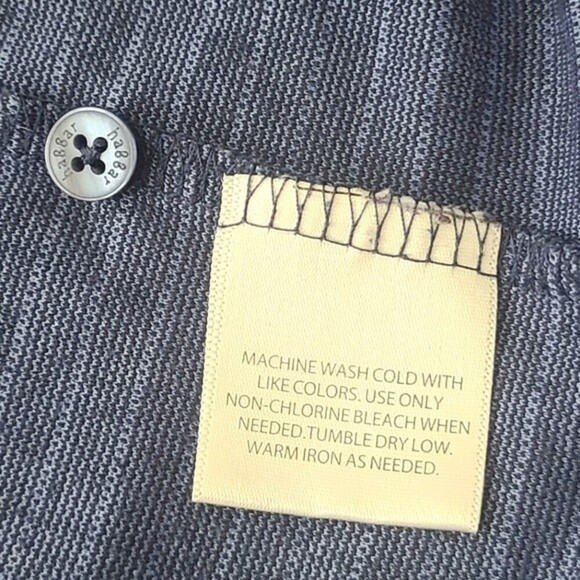 haggar haggar
MACHINE WASH COLD WITH
LIKE COLORS. USE ONLY
NON-CHLORINE BLEACH WHEN
NEEDED.TUMBLE DRY LOW.
WARM IRON AS NEEDED.